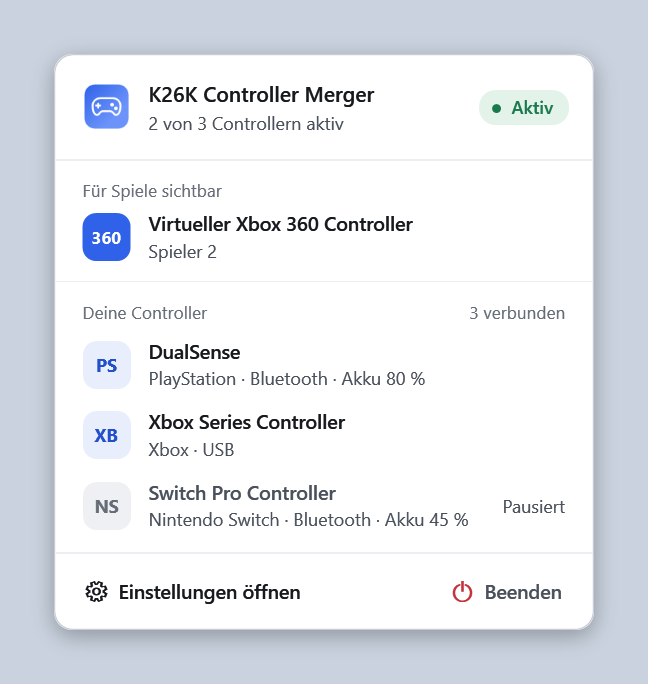 K26K Controller Merger
2 von 3 Controllern aktiv
Aktiv
Für Spiele sichtbar
360
Virtueller Xbox 360 Controller
Spieler 2
Deine Controller
3 verbunden
PS
DualSense
PlayStation · Bluetooth · Akku 80 %
XB
Xbox Series Controller
Xbox · USB
NS
Switch Pro Controller
Nintendo Switch · Bluetooth · Akku 45 %
Pausiert
Einstellungen öffnen
Beenden